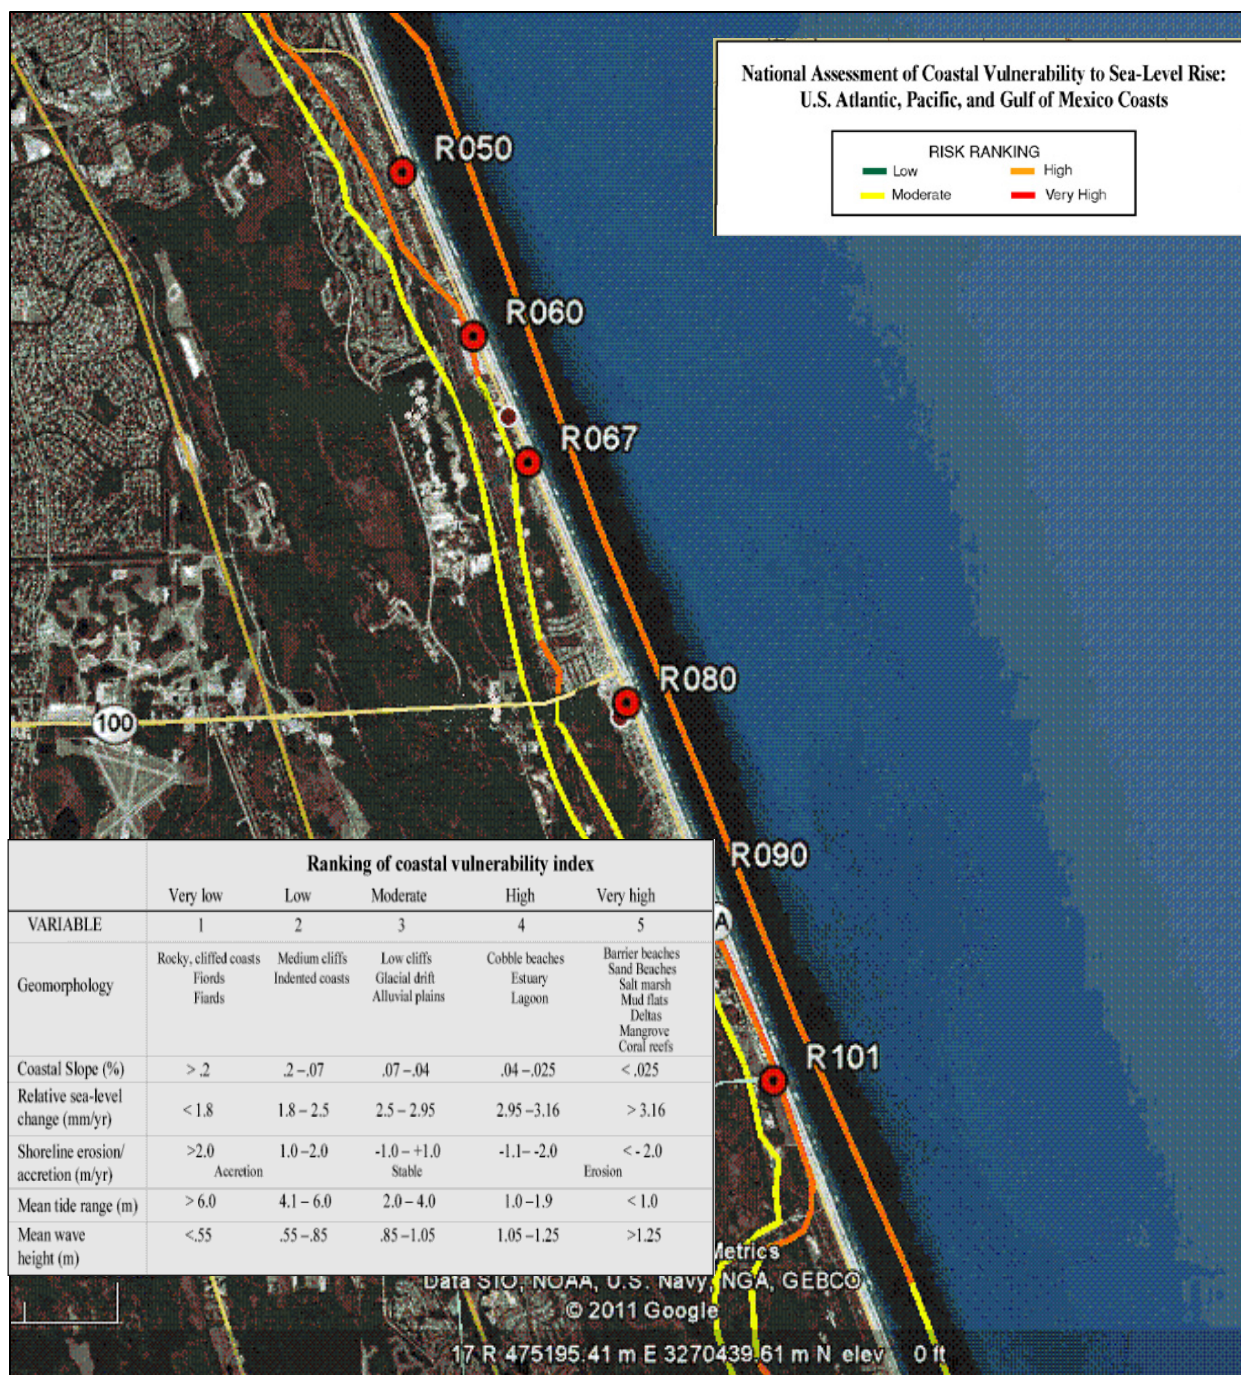 National Assessment of Coastal Vulnerability to Sea-Level Rise:
U.S. Atlantic, Pacific, and Gulf of Mexico Coasts
RISK RANKING
Low High
Moderate Very High
R050
R060
R067
R080
100
R090
A
R101
Ranking of coastal vulnerability index
Very low Low Moderate High Very high
VARIABLE 1 2 3 4 5
Geomorphology
Rocky, cliffed coasts
Fiords
Fiards
Medium cliffs
Indented coasts
Low cliffs
Glacial drift
Alluvial plains
Cobble beaches
Estuary
Lagoon
Barrier beaches
Sand Beaches
Salt marsh
Mud flats
Deltas
Mangrove
Coral reefs
Coastal Slope (%) > .2 .2 – .07 .07 – .04 .04 – .025 < .025
Relative sea-level
change (mm/yr) < 1.8 1.8 – 2.5 2.5 – 2.95 2.95 – 3.16 > 3.16
Shoreline erosion/
accretion (m/yr)
>2.0 1.0 – 2.0 -1.0 – +1.0 -1.1 – -2.0 < - 2.0
Accretion Stable Erosion
Mean tide range (m) > 6.0 4.1 – 6.0 2.0 – 4.0 1.0 – 1.9 < 1.0
Mean wave
height (m)
<.55 .55 – .85 .85 – 1.05 1.05 – 1.25 >1.25
Metrics
Data SIO, NOAA, U.S. Navy, NGA, GEBCO
© 2011 Google
17 R 475195.41 m E 3270439.61 m N elev 0 ft